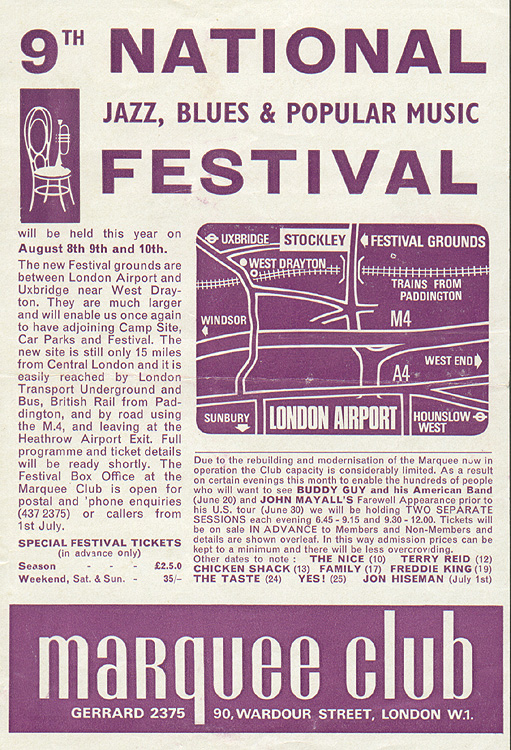 9TH NATIONAL
JAZZ, BLUES & POPULAR MUSIC
FESTIVAL
will be held this year on
August 8th 9th and 10th.
The new Festival grounds are
between London Airport and
Uxbridge near West Dray-
ton. They are much larger
and will enable us once again
to have adjoining Camp Site,
Car Parks and Festival. The
new site is still only 15 miles
from Central London and it is
easily reached by London
Transport Underground and
Bus, British Rail from Pad-
dington, and by road using
the M.4, and leaving at the
Heathrow Airport Exit. Full
programme and ticket details
will be ready shortly. The
Festival Box Office at the
Marquee Club is open for
postal and 'phone enquiries
(437 2375) or callers from
1st July.
SPECIAL FESTIVAL TICKETS
(in advance only)
Season - - - £2.5.0
Weekend, Sat. & Sun. - 35/-
UXBRIDGE
STOCKLEY
FESTIVAL GROUNDS
WEST DRAYTON
TRAINS FROM
PADDINGTON
WINDSOR
M4
WEST END
A4
SUNBURY
LONDON AIRPORT
HOUNSLOW
WEST
Due to the rebuilding and modernisation of the Marquee now in
operation the Club capacity is considerably limited. As a result
on certain evenings this month to enable the hundreds of people
who will want to see BUDDY GUY and his American Band
(June 20) and JOHN MAYALL'S Farewell Appearance prior to
his U.S. tour (June 30) we will be holding TWO SEPARATE
SESSIONS each evening 6.45 - 9.15 and 9.30 - 12.00. Tickets will
be on sale IN ADVANCE to Members and Non-Members and
details are shown overleaf. In this way admission prices can be
kept to a minimum and there will be less overcrowding.
Other dates to note : THE NICE (10) TERRY REID (12)
CHICKEN SHACK (13) FAMILY (17) FREDDIE KING (19)
THE TASTE (24) YES! (25) JON HISEMAN (July 1st)
marquee club
GERRARD 2375 90, WARDOUR STREET, LONDON W.1.